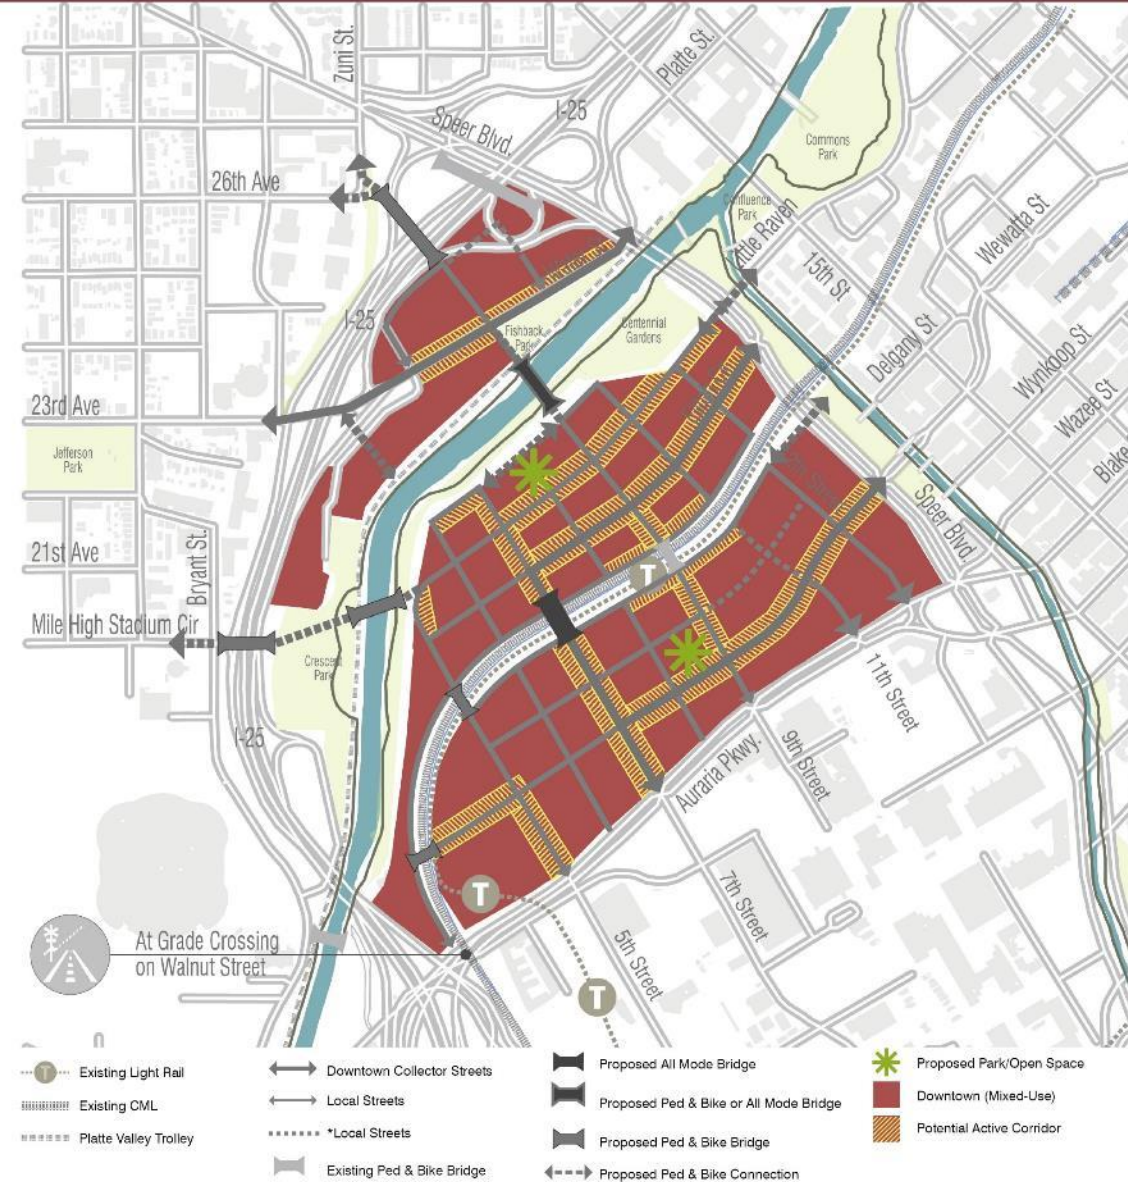 Zuni St.
Platte St.
I-25
Speer Blvd.
Commons
Park
26th Ave
Confluence
Park
Little Raven
Wewatta St
15th St
I-25
Fishback
Park
Centennial
Gardens
Delgany St
Wynkoop St
Wazee St
Blake
23rd Ave
Jefferson
Park
Speer Blvd.
21st Ave
Bryant St.
T
Mile High Stadium Cir
Crescent
Park
11th Street
I-25
Auraria Pkwy.
9th Street
7th Street
T
At Grade Crossing
on Walnut Street
5th Street
T
T Existing Light Rail
Existing CML
Platte Valley Trolley
Downtown Collector Streets
Local Streets
*Local Streets
Existing Ped & Bike Bridge
Proposed All Mode Bridge
Proposed Ped & Bike or All Mode Bridge
Proposed Ped & Bike Bridge
Proposed Ped & Bike Connection
Proposed Park/Open Space
Downtown (Mixed-Use)
Potential Active Corridor